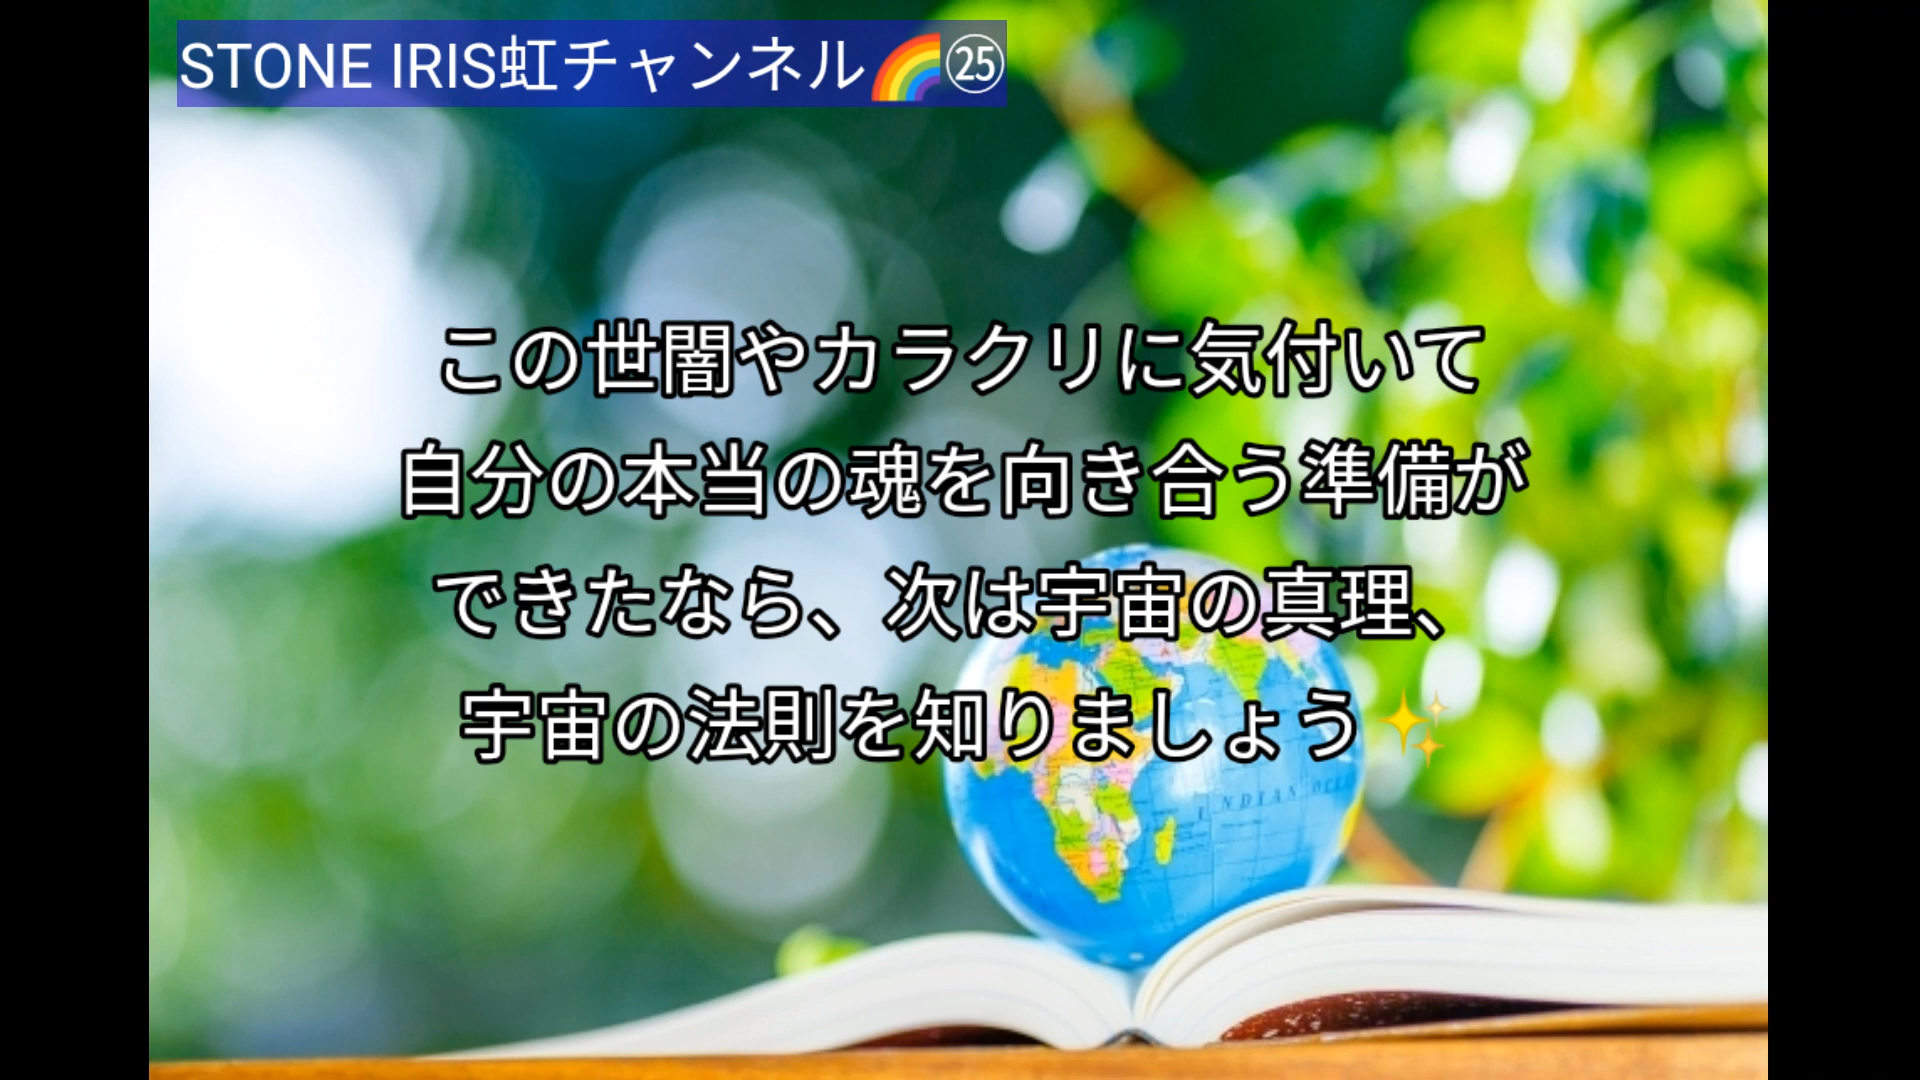 STONE IRIS虹チャンネル🌈㉕
この世闇やカラクリに気付いて
自分の本当の魂を向き合う準備が
できたなら、次は宇宙の真理、
宇宙の法則を知りましょう✨
INDIAN OCE